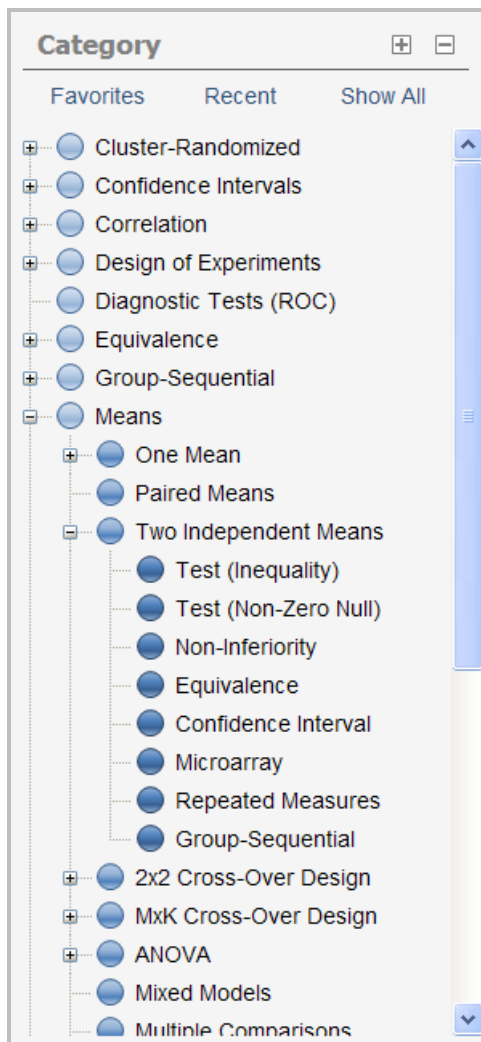 Category
Favorites Recent Show All
Cluster-Randomized
Confidence Intervals
Correlation
Design of Experiments
Diagnostic Tests (ROC)
Equivalence
Group-Sequential
Means
One Mean
Paired Means
Two Independent Means
Test (Inequality)
Test (Non-Zero Null)
Non-Inferiority
Equivalence
Confidence Interval
Microarray
Repeated Measures
Group-Sequential
2x2 Cross-Over Design
MxK Cross-Over Design
ANOVA
Mixed Models
Multiple Comparisons